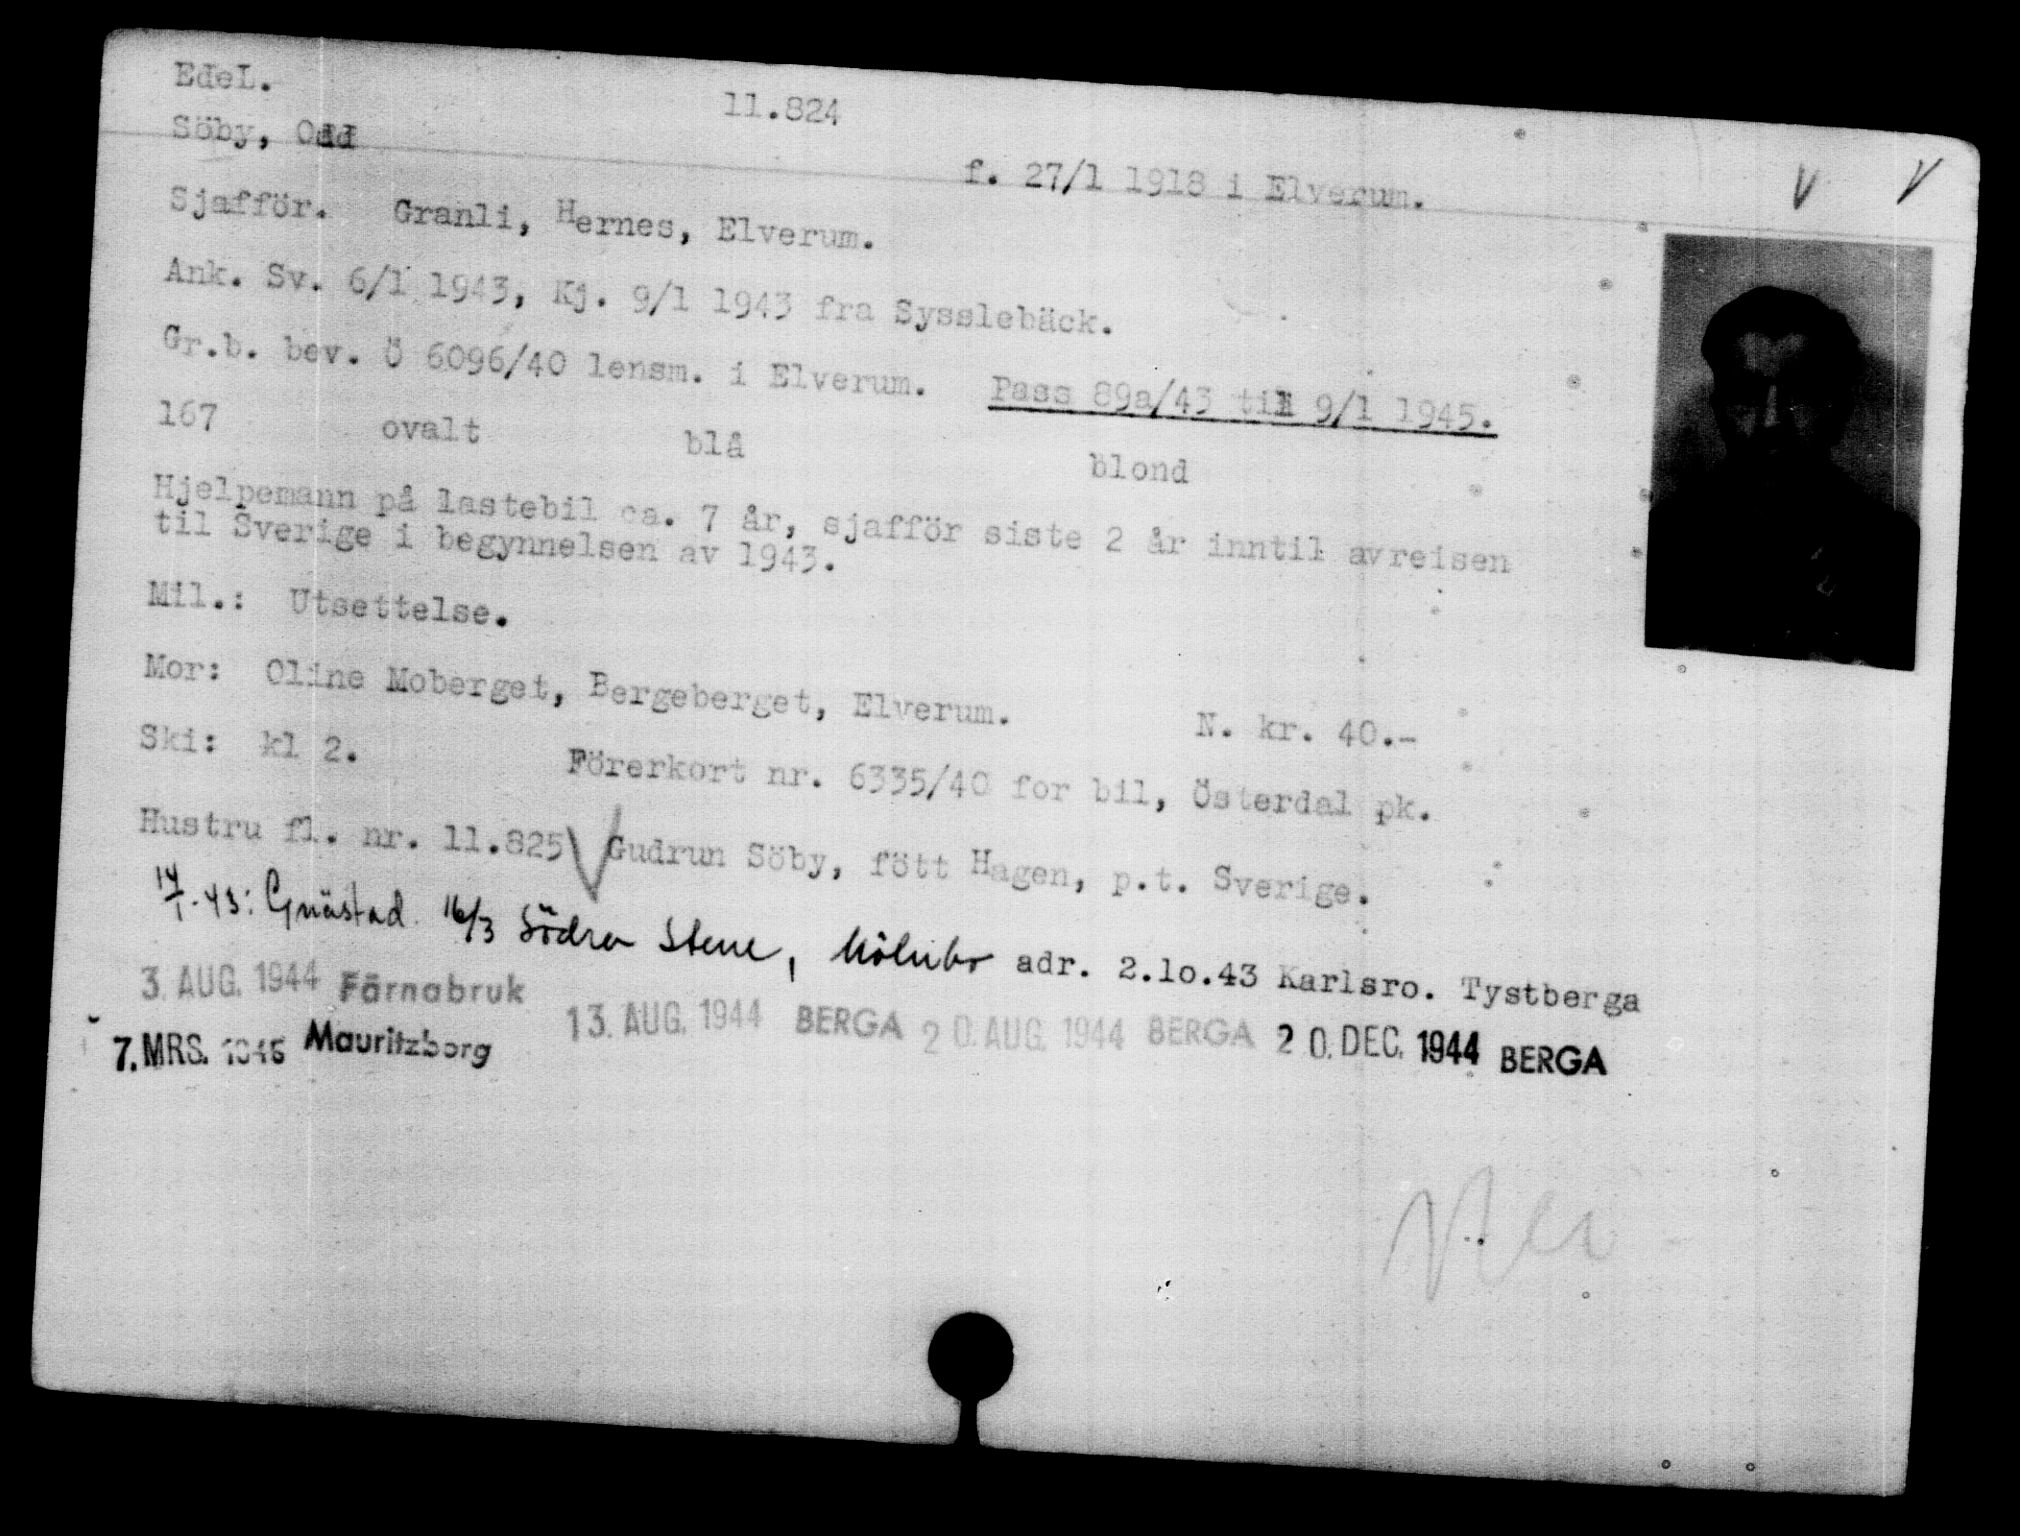 EdeL.
11.824
Söby, Odd
f. 27/1 1918 i Elverum.
Sjafför. Granli, Hernes, Elverum.
Ank. Sv. 6/1 1943, Kj. 9/1 1943 fra Sysslebäck.
Gr.b. bev. Ö 6096/40 lensm. i Elverum. Pass 89a/43 til 9/1 1945.
167 ovalt blå blond
Hjelpemann på lastebil ca. 7 år, sjafför siste 2 år inntil avreisen
til Sverige i begynnelsen av 1943.
Mil.: Utsettelse.
Mor: Oline Moberget, Bergeberget, Elverum. N. kr. 40.-
Ski: kl 2. Förerkort nr. 6335/40 for bil, Österdal pk.
Hustru fl. nr. 11.825 V Gudrun Söby, fött Hagen, p.t. Sverige.
14/1.43: Gnästad 16/3 Södra Stene, Mölnbo adr. 2.10.43 Karlsro. Tystberga
3. AUG. 1944 Färnabruk 13. AUG. 1944 BERGA 20. AUG. 1944 BERGA 20. DEC. 1944 BERGA
7. MRS. 1945 Mauritzberg
Nei